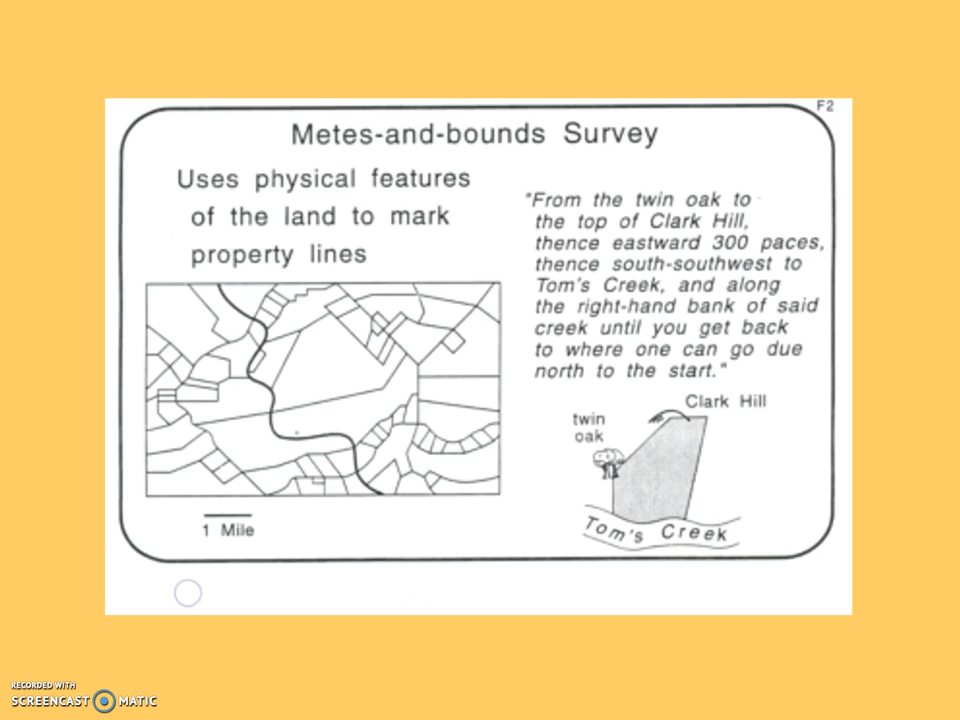 F2
Metes-and-bounds Survey
Uses physical features
of the land to mark
property lines
"From the twin oak to
the top of Clark Hill,
thence eastward 300 paces,
thence south-southwest to
Tom's Creek, and along
the right-hand bank of said
creek until you get back
to where one can go due
north to the start."
Clark Hill
twin
oak
Tom's Creek
1 Mile
RECORDED WITH
SCREENCAST MATIC